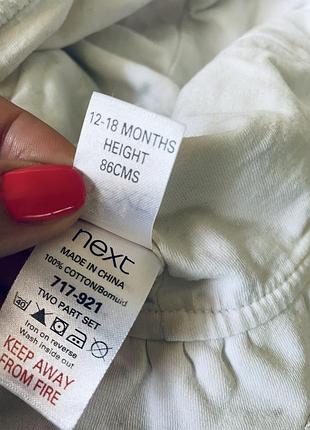 12-18 MONTHS
HEIGHT
86CMS
next
MADE IN CHINA
100% COTTON/Bomuld
717-921
TWO PART SET
40
Iron on reverse
Wash inside out
KEEP AWAY
FROM FIRE